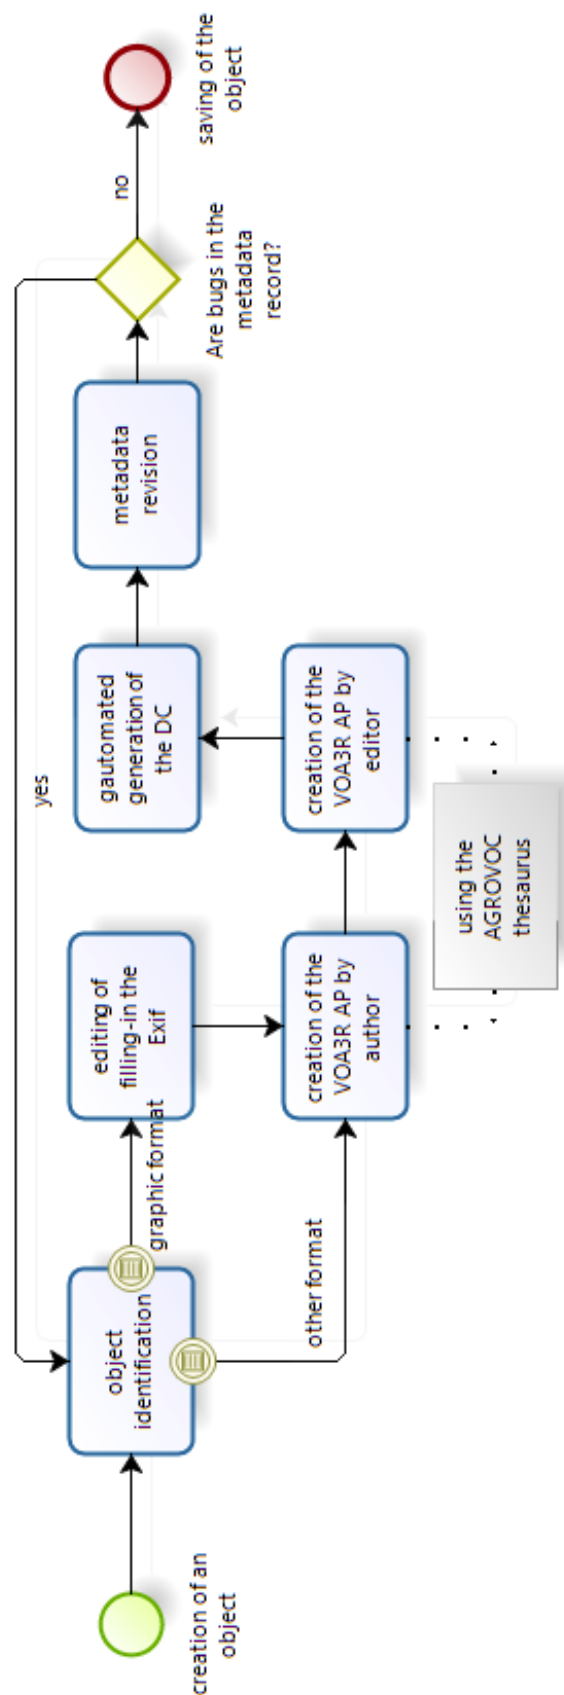 yes
creation of an
object
object
identification
graphic format
other format
editing of
filling-in the
Exif
creation of the
VOA3R AP by
author
using the
AGROVOC
thesaurus
creation of the
VOA3R AP by
editor
gautomated
generation of
the DC
metadata
revision
Are bugs in the
metadata
record?
no
saving of the
object